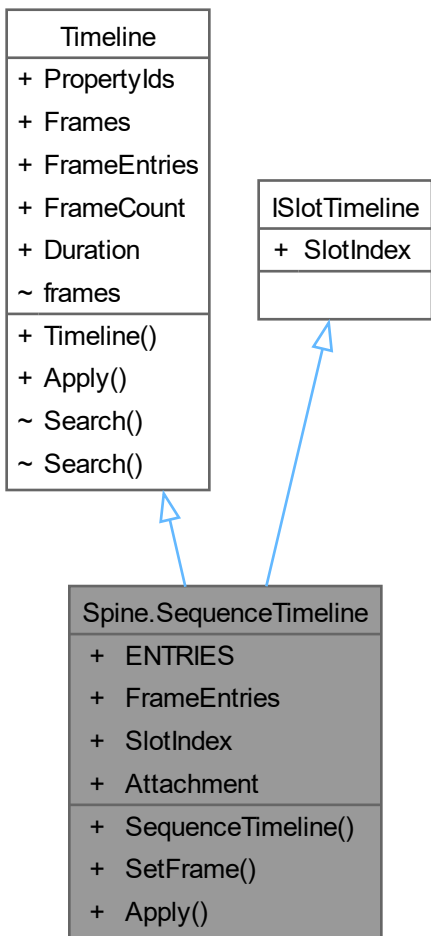 Timeline
+ PropertyIds
+ Frames
+ FrameEntries
+ FrameCount
+ Duration
~ frames
+ Timeline()
+ Apply()
~ Search()
~ Search()
ISlotTimeline
+ SlotIndex
Spine.SequenceTimeline
+ ENTRIES
+ FrameEntries
+ SlotIndex
+ Attachment
+ SequenceTimeline()
+ SetFrame()
+ Apply()